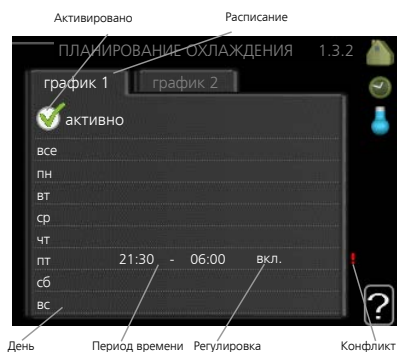 Активировано Расписание
ПЛАНИРОВАНИЕ ОХЛАЖДЕНИЯ 1.3.2
график 1 график 2
активно
все
пн
вт
ср
чт
пт 21:30 - 06:00 вкл. !
сб
вс
?
День Период времени Регулировка Конфликт